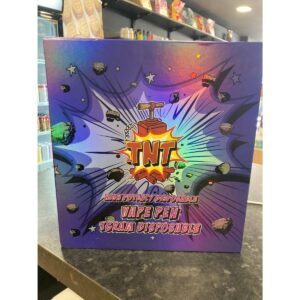 TNT
HIGH POTENCY DISPOSABLE
VAPE PEN
1GRAM DISPOSABLE